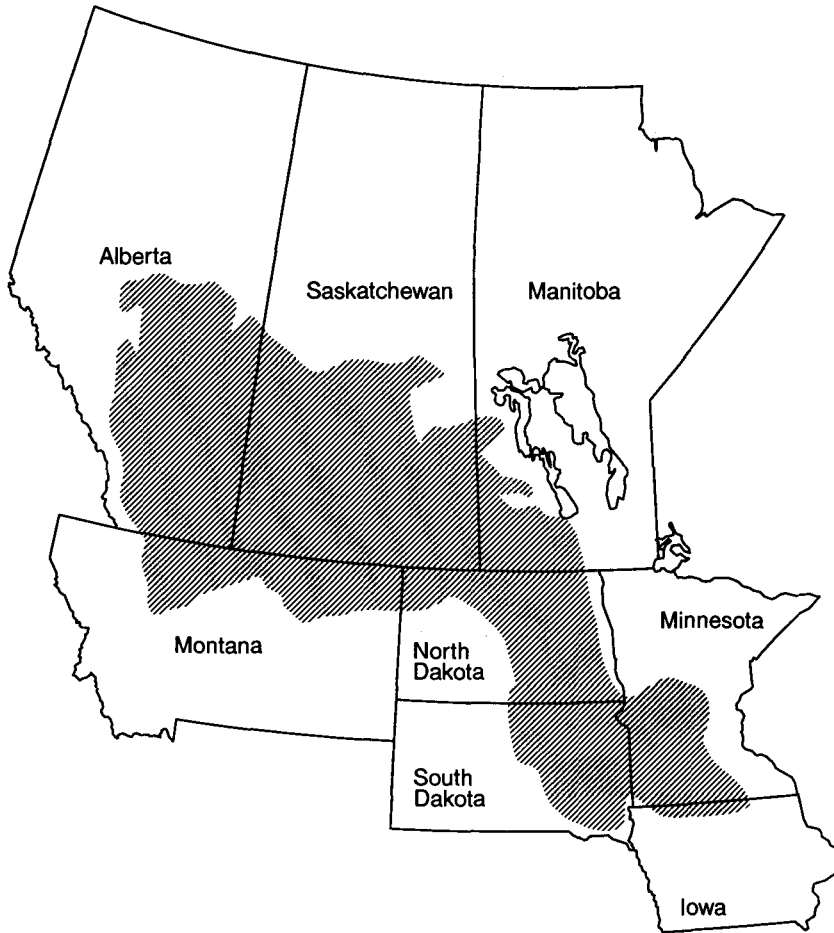 Alberta
Saskatchewan
Manitoba
Montana
North
Dakota
Minnesota
South
Dakota
Iowa